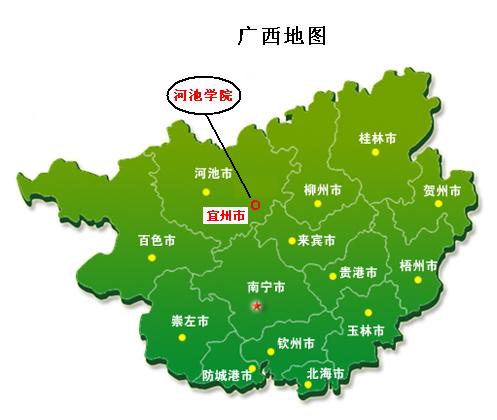 广西地图
河池学院
桂林市
河池市
柳州市
贺州市
宜州市
百色市
来宾市
贵港市
梧州市
南宁市
崇左市
玉林市
钦州市
防城港市
北海市